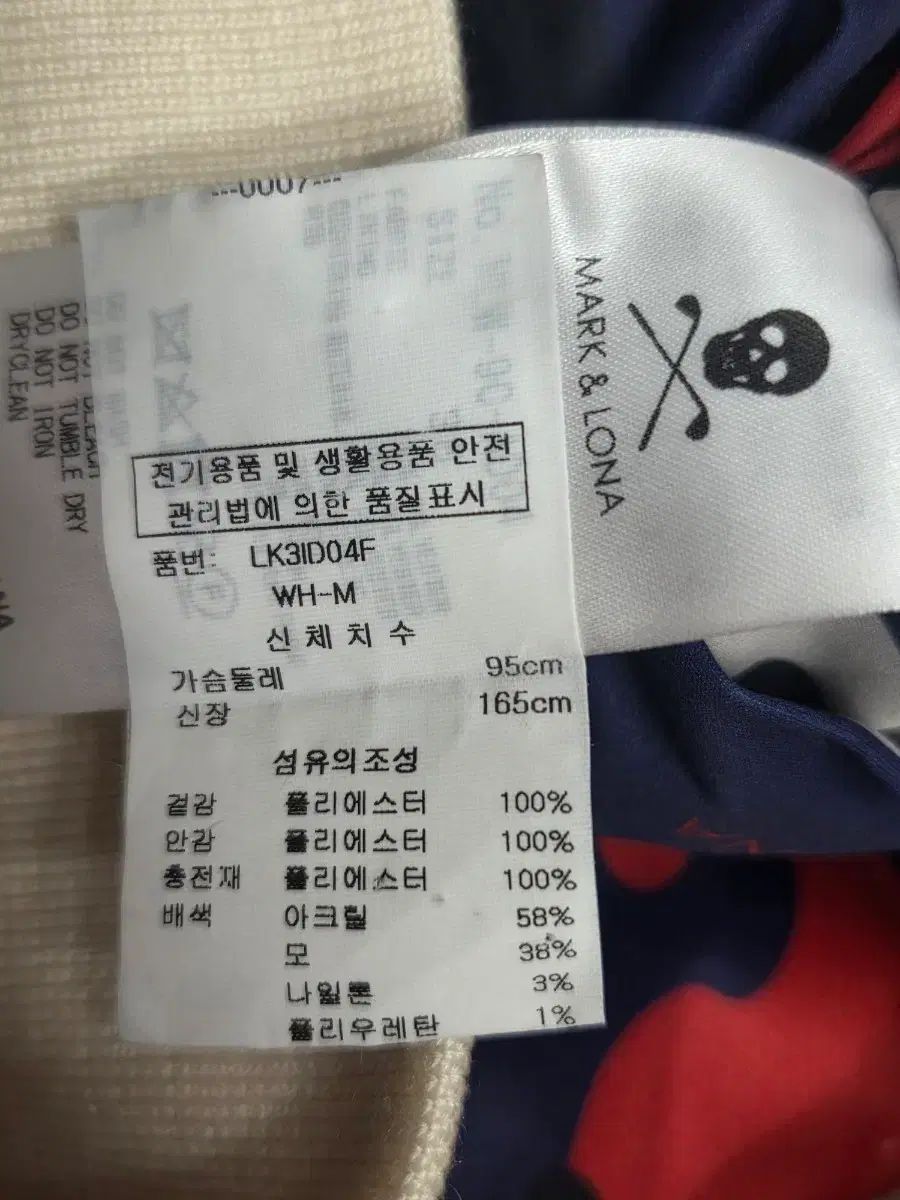 ---0007---
전기용품 및 생활용품 안전
관리법에 의한 품질표시
품번: LK3ID04F
WH-M
신체치수
가슴둘레 95cm
신장 165cm
섬유의조성
겉감 폴리에스터 100%
안감 폴리에스터 100%
충전재 폴리에스터 100%
배색 아크릴 58%
모 38%
나일론 3%
폴리우레탄 1%
MARK & LONA
DO NOT TUMBLE DRY
DO NOT IRON
DRYCLEAN